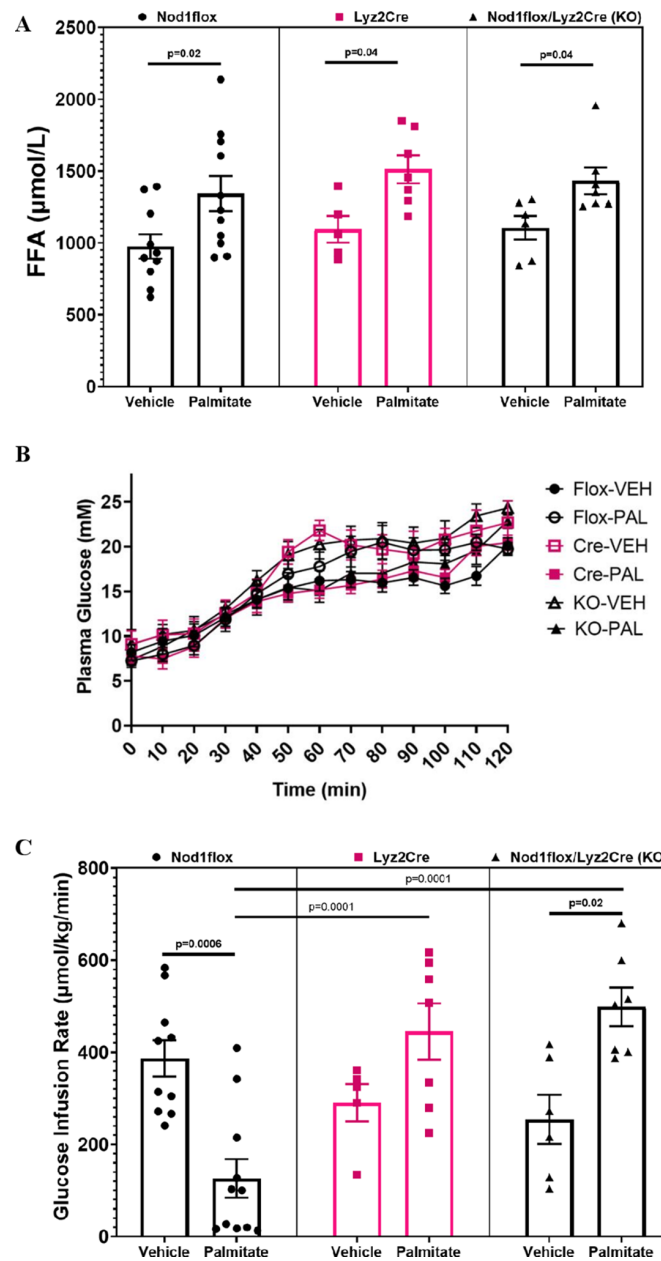 A
Nod1flox
Lyz2Cre
Nod1flox/Lyz2Cre (KO)
2500
2000
1500
1000
500
0
FFA (µmol/L)
p=0.02
p=0.04
p=0.04
Vehicle Palmitate Vehicle Palmitate Vehicle Palmitate
B
25
20
15
10
5
0
Plasma Glucose (mM)
0 10 20 30 40 50 60 70 80 90 100 110 120
Time (min)
Flox-VEH
Flox-PAL
Cre-VEH
Cre-PAL
KO-VEH
KO-PAL
C
Nod1flox
Lyz2Cre
Nod1flox/Lyz2Cre (KO
800
600
400
200
0
Glucose Infusion Rate (µmol/kg/min)
p=0.0001
p=0.0001
p=0.02
p=0.0006
Vehicle Palmitate Vehicle Palmitate Vehicle Palmitate